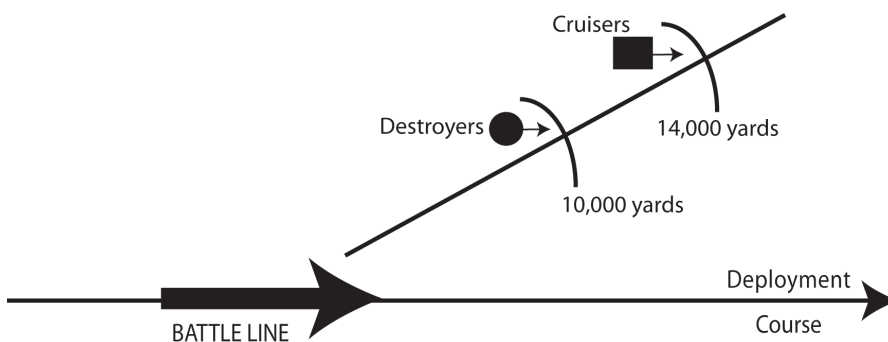 Cruisers
14,000 yards
Destroyers
10,000 yards
Deployment
Course
BATTLE LINE